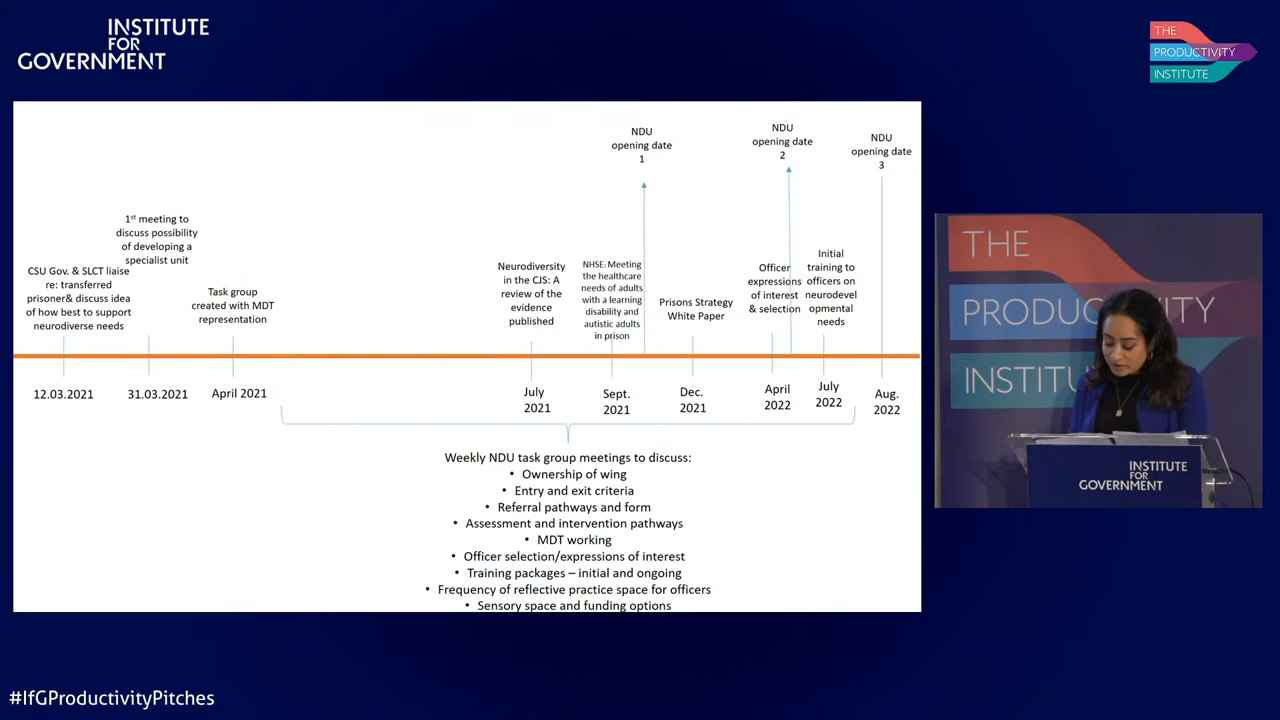 INSTITUTE
FOR
GOVERNMENT
THE
PRODUCTIVITY
INSTITUTE
NDU
opening date
1
NDU
opening date
2
NDU
opening date
3
1st meeting to
discuss possibility
of developing a
specialist unit
CSU Gov. & SLCT liaise
re: transferred
prisoner& discuss idea
of how best to support
neurodiverse needs
Task group
created with MDT
representation
Neurodiversity
in the CJS: A
review of the
evidence
published
NHSE: Meeting
the healthcare
needs of adults
with a learning
disability and
autistic adults
in prison
Prisons Strategy
White Paper
Officer
expressions
of interest
& selection
Initial
training to
officers on
neurodevel
opmental
needs
12.03.2021
31.03.2021
April 2021
July
2021
Sept.
2021
Dec.
2021
April
2022
July
2022
Aug.
2022
Weekly NDU task group meetings to discuss:
• Ownership of wing
• Entry and exit criteria
• Referral pathways and form
• Assessment and intervention pathways
• MDT working
• Officer selection/expressions of interest
• Training packages – initial and ongoing
• Frequency of reflective practice space for officers
• Sensory space and funding options
THE
PRODUCTIVITY
INSTITU
INSTITUTE
FOR
GOVERNMENT
#IfGProductivityPitches